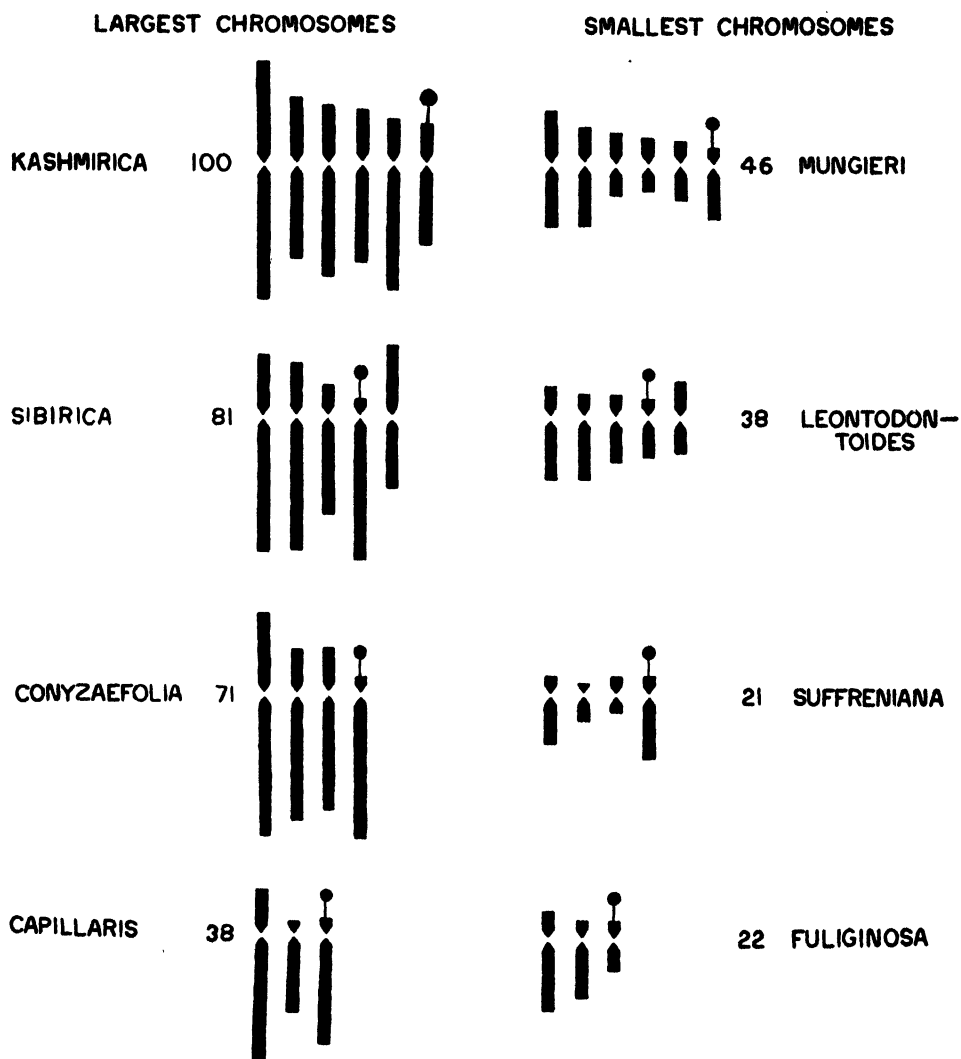 LARGEST CHROMOSOMES
SMALLEST CHROMOSOMES
KASHMIRICA 100
46 MUNGIERI
SIBIRICA 81
38 LEONTODON-
TOIDES
CONYZAEFOLIA 71
21 SUFFRENIANA
CAPILLARIS 38
22 FULIGINOSA